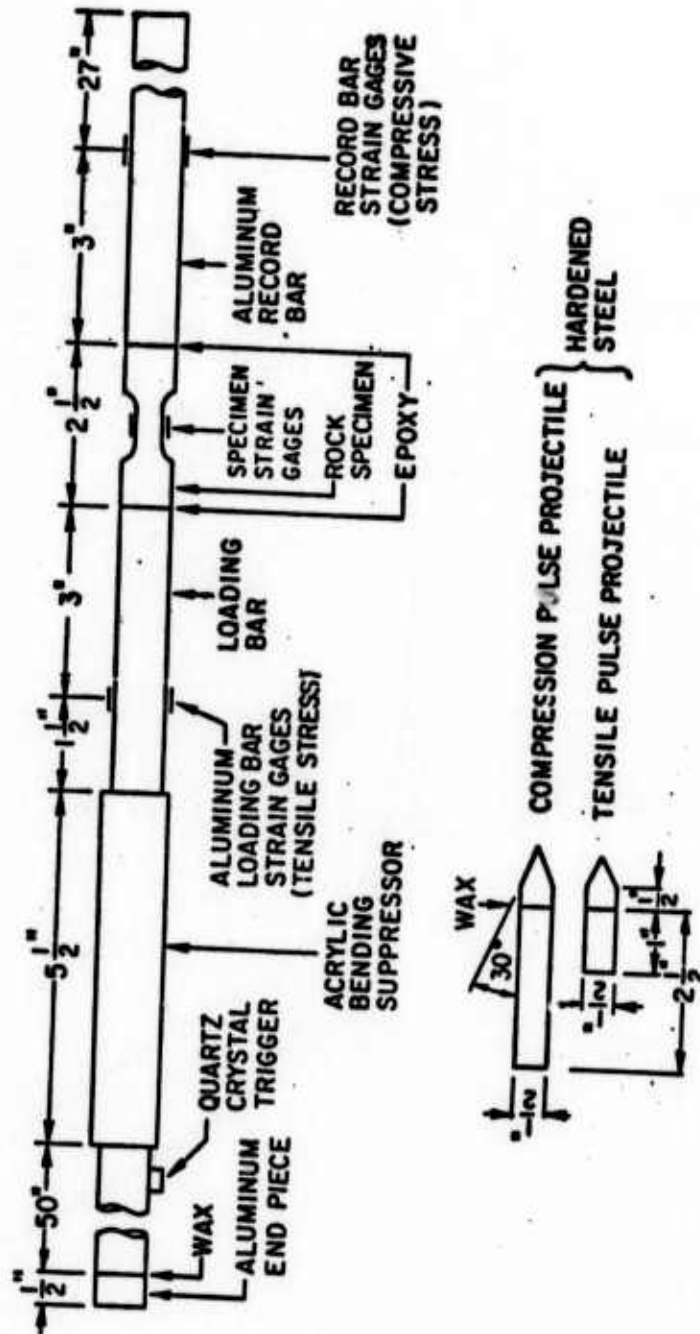 1/2"
50"
5 1/2"
1 1/2"
3"
2 1/2"
3"
27"
WAX
ALUMINUM
END PIECE
QUARTZ
CRYSTAL
TRIGGER
ACRYLIC
BENDING
SUPPRESSOR
ALUMINUM
LOADING BAR
STRAIN GAGES
(TENSILE STRESS)
LOADING
BAR
SPECIMEN
STRAIN'
GAGES
ROCK
SPECIMEN
EPOXY
ALUMINUM
RECORD
BAR
RECORD BAR
STRAIN GAGES
(COMPRESSIVE
STRESS)
WAX
30°
1/2"
1/2"
1"
1/2"
2 1/2"
COMPRESSION PULSE PROJECTILE
TENSILE PULSE PROJECTILE
HARDENED
STEEL